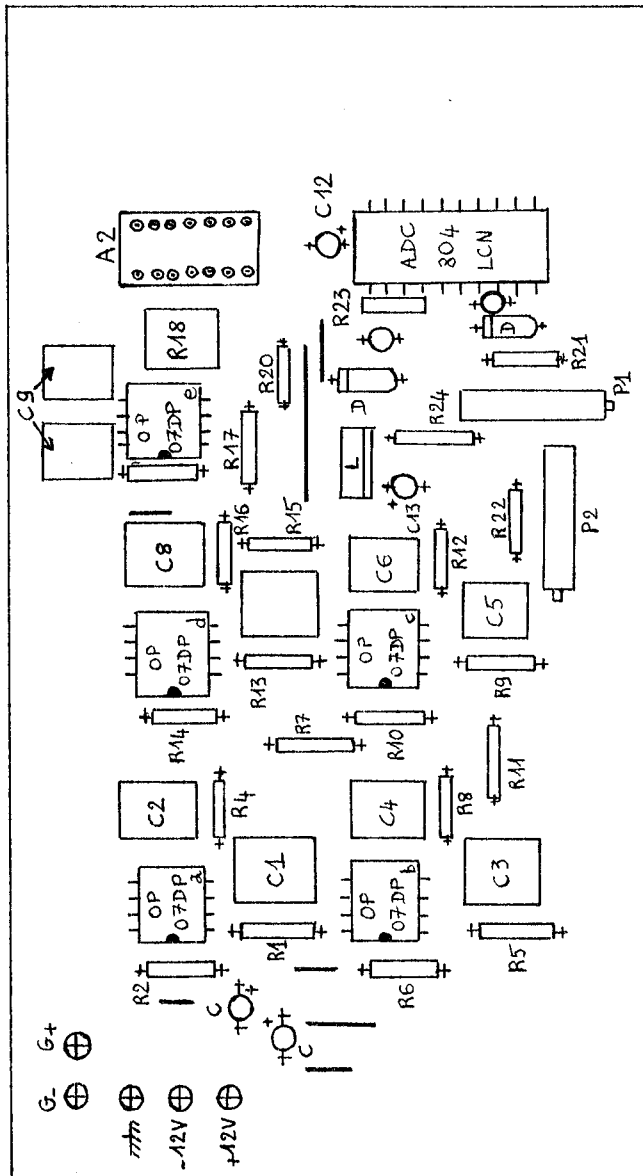 A2
C12
ADC
804
LCN
C9
R18
R23
D
R21
P1
R20
D
OP
07DP
e
R17
R24
L
P2
R16
R15
C13
R22
C8
C6
R12
C5
OP
07DP
d
OP
07DP
c
R13
R9
R14
R7
R10
R11
C2
R4
C4
R8
C1
C3
OP
07DP
a
OP
07DP
b
R1
R5
R2
R6
C
C
G+
G-
-12V
+12V